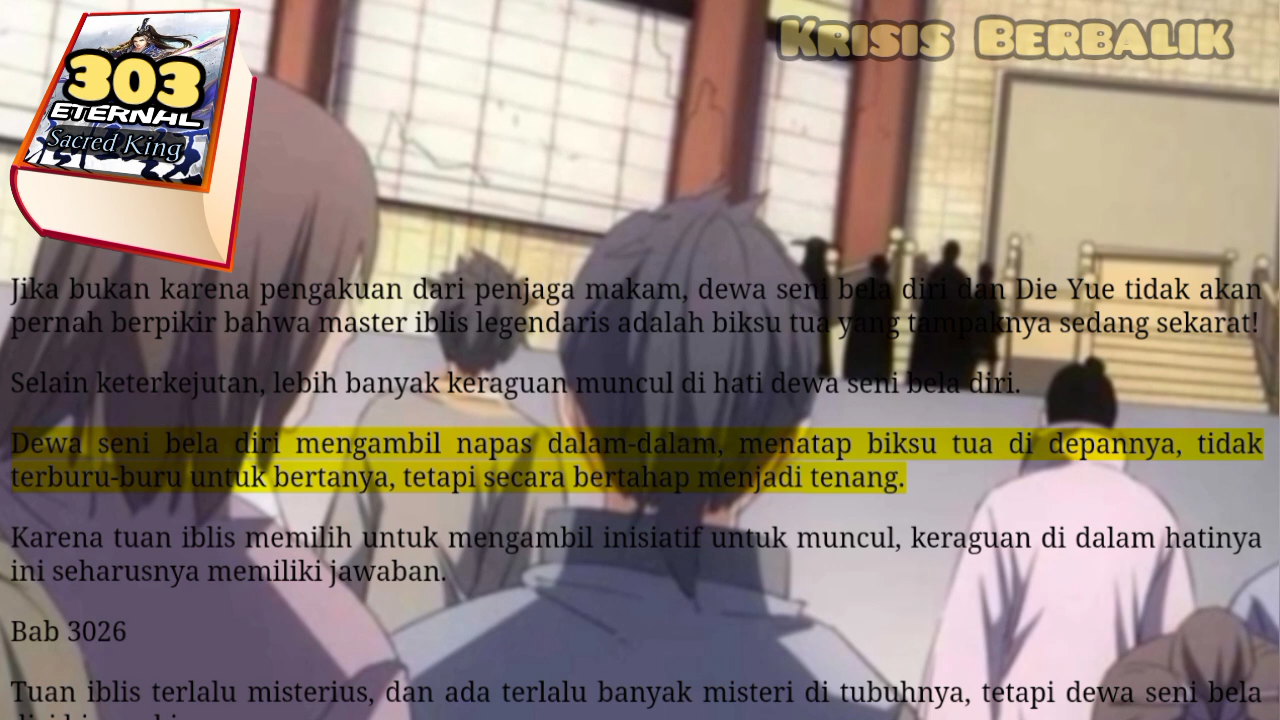 Krisis Berbalik
303
ETERNAL
Sacred King
Jika bukan karena pengakuan dari penjaga makam, dewa seni bela diri dan Die Yue tidak akan
pernah berpikir bahwa master iblis legendaris adalah biksu tua yang tampaknya sedang sekarat!
Selain keterkejutan, lebih banyak keraguan muncul di hati dewa seni bela diri.
Dewa seni bela diri mengambil napas dalam-dalam, menatap biksu tua di depannya, tidak
terburu-buru untuk bertanya, tetapi secara bertahap menjadi tenang.
Karena tuan iblis memilih untuk mengambil inisiatif untuk muncul, keraguan di dalam hatinya
ini seharusnya memiliki jawaban.
Bab 3026
Tuan iblis terlalu misterius, dan ada terlalu banyak misteri di tubuhnya, tetapi dewa seni bela